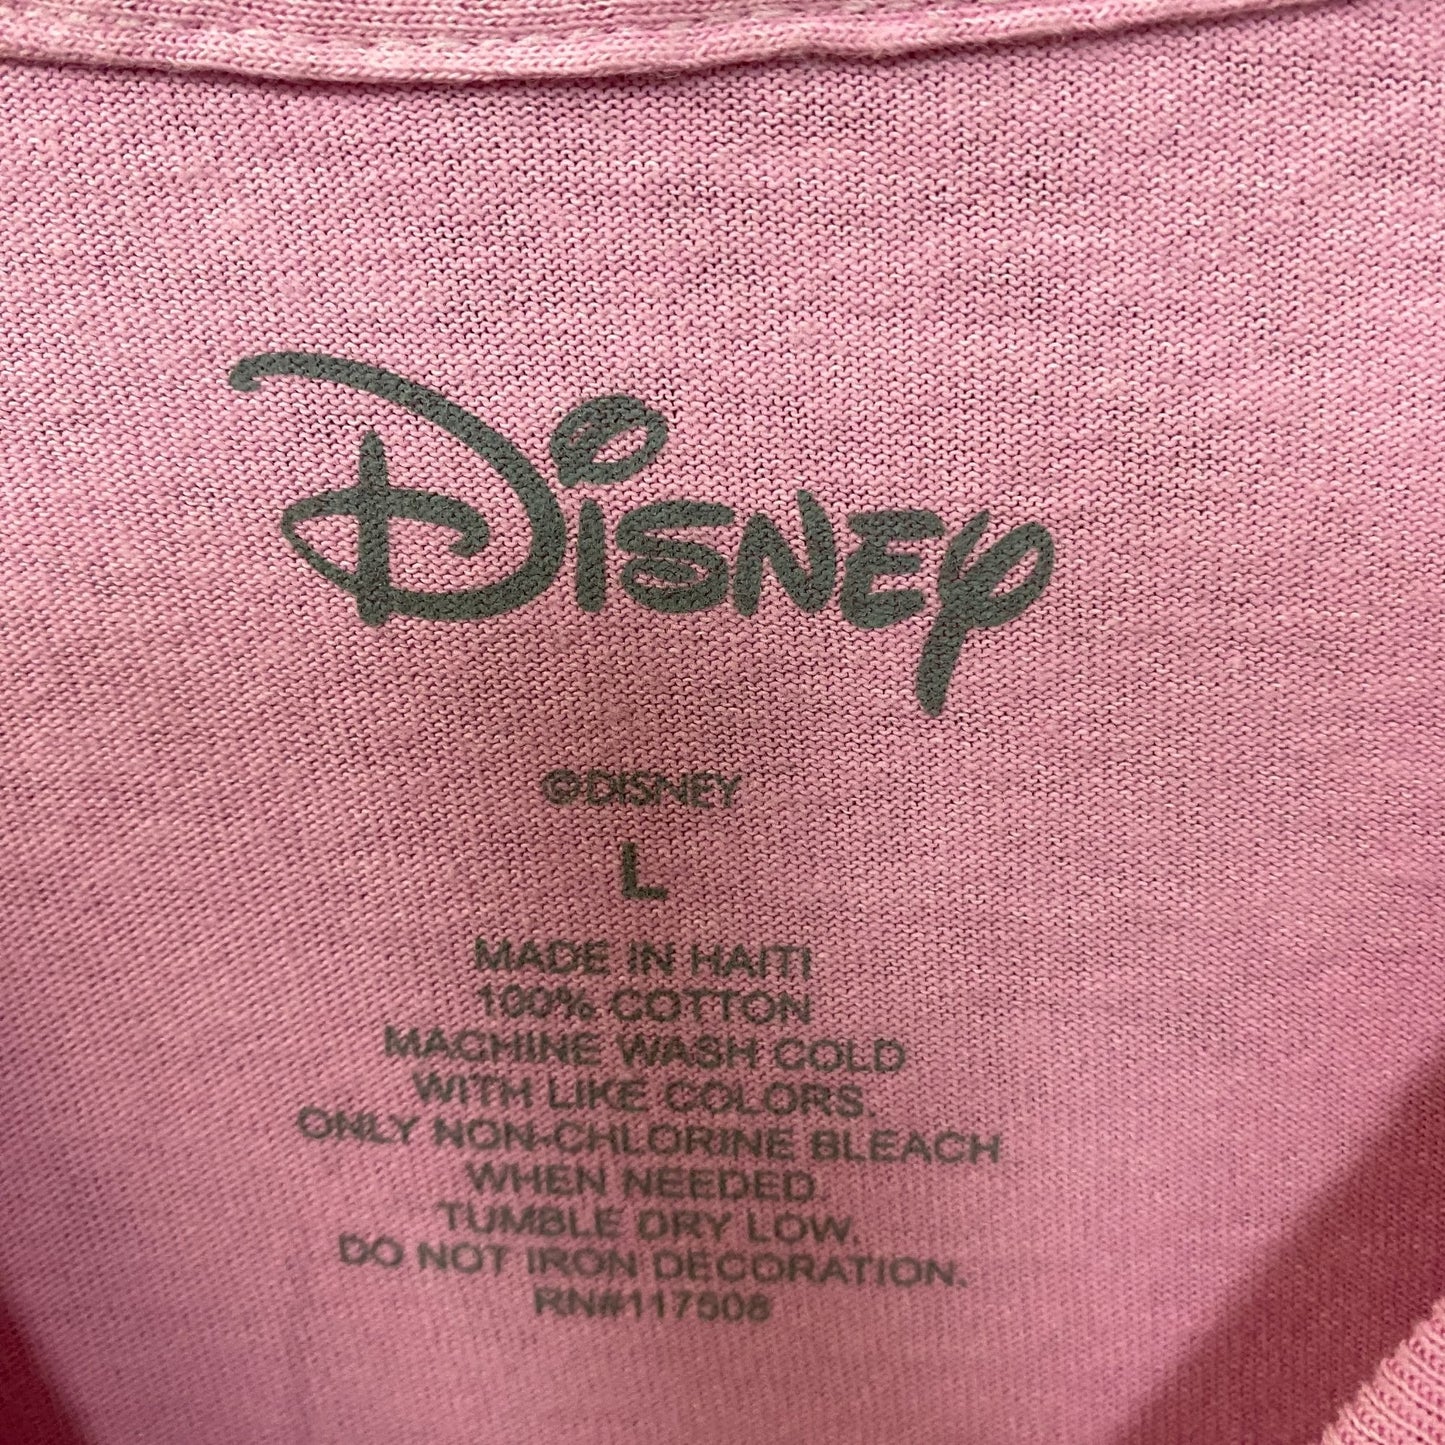 Disney
©DISNEY
L
MADE IN HAITI
100% COTTON
MACHINE WASH COLD
WITH LIKE COLORS.
ONLY NON-CHLORINE BLEACH
WHEN NEEDED.
TUMBLE DRY LOW.
DO NOT IRON DECORATION.
RN#117508